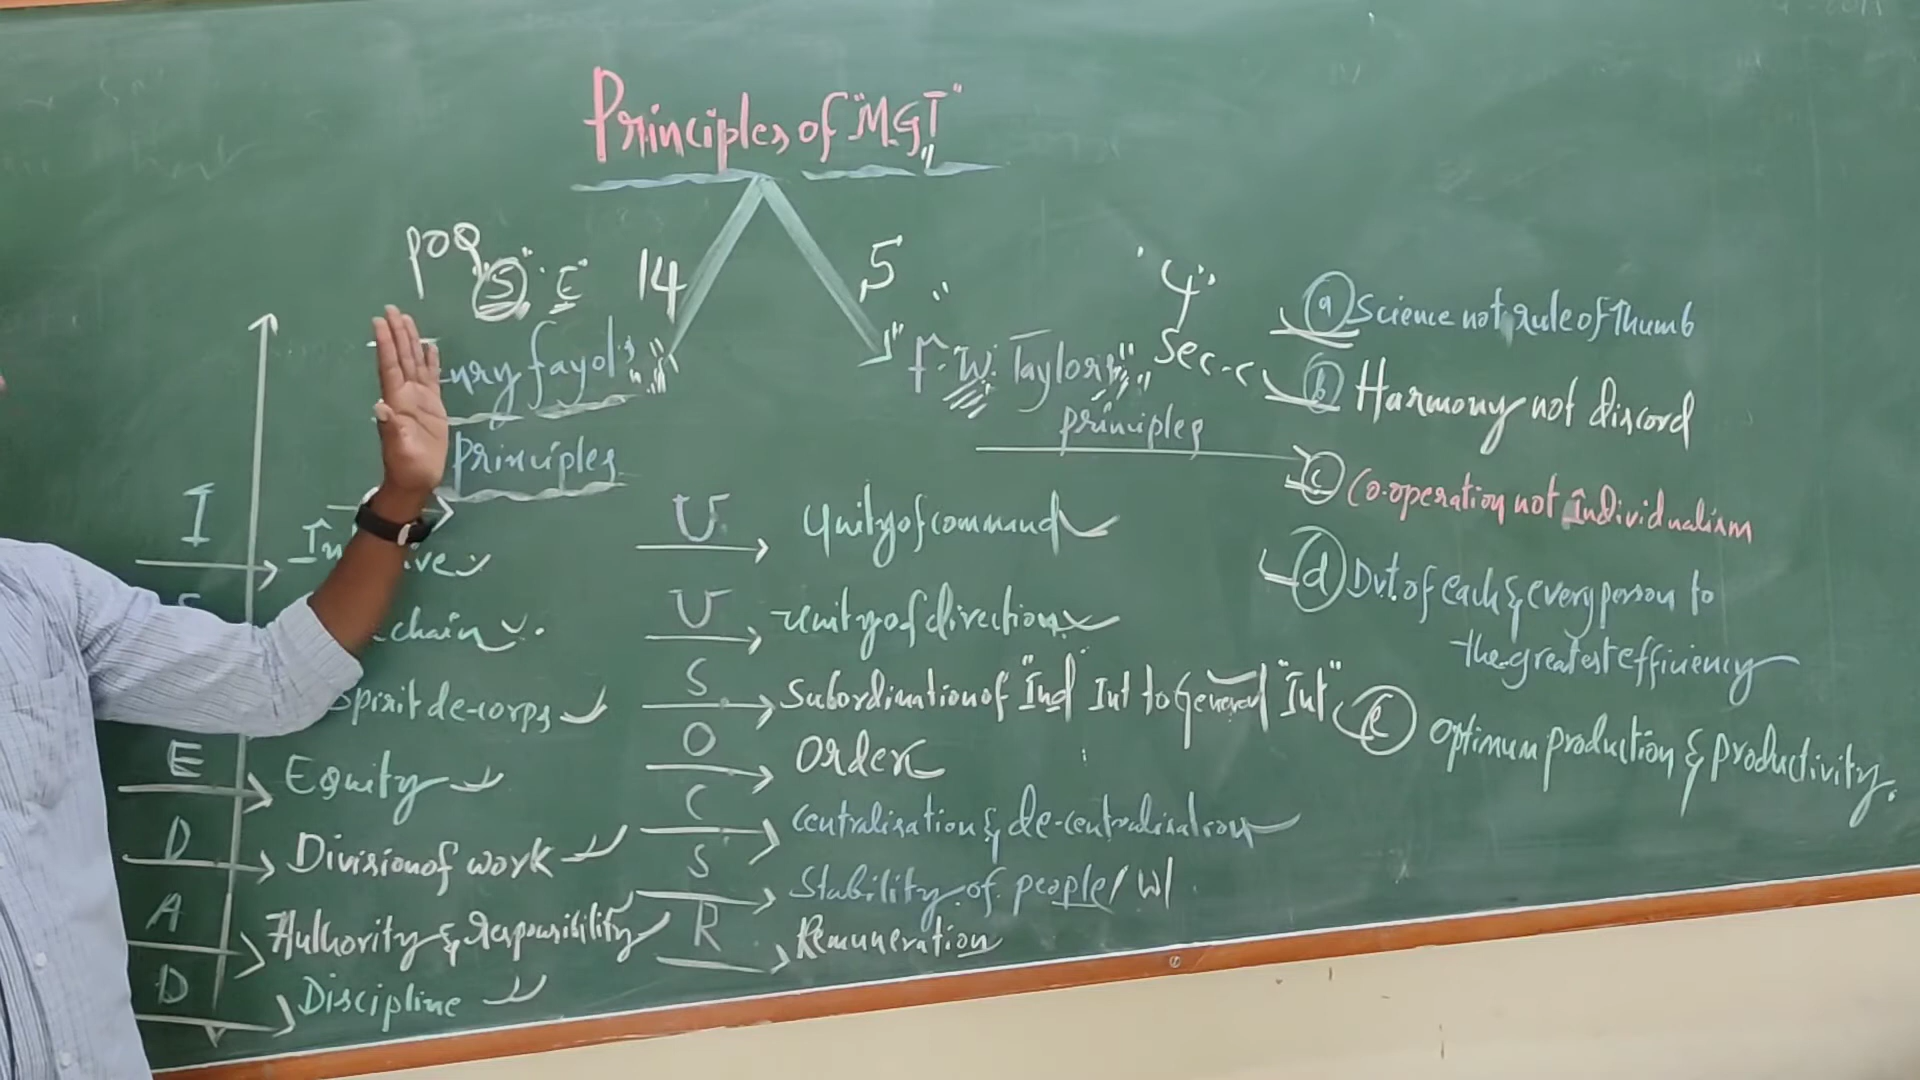 Principles of "MGT"
14
5
"S" "E"
Fayol's
principles
F.W. Taylors"
principles
"4"
Sec-c
I
chain
Spirit de-corps
E Equity
D Division of work
A Authority & responsibility
D Discipline
U Unity of command
U Unity of direction
S Subordination of "Ind" Int to General "Int"
O Order
C Centralisation & de-centralisation
S Stability of people/
R Remuneration
(a) Science not rule of thumb
(b) Harmony not discord
(c) Co-operation not individualism
(d) Dvt. of each & every person to
the greatest efficiency
(e) Optimum production & productivity.